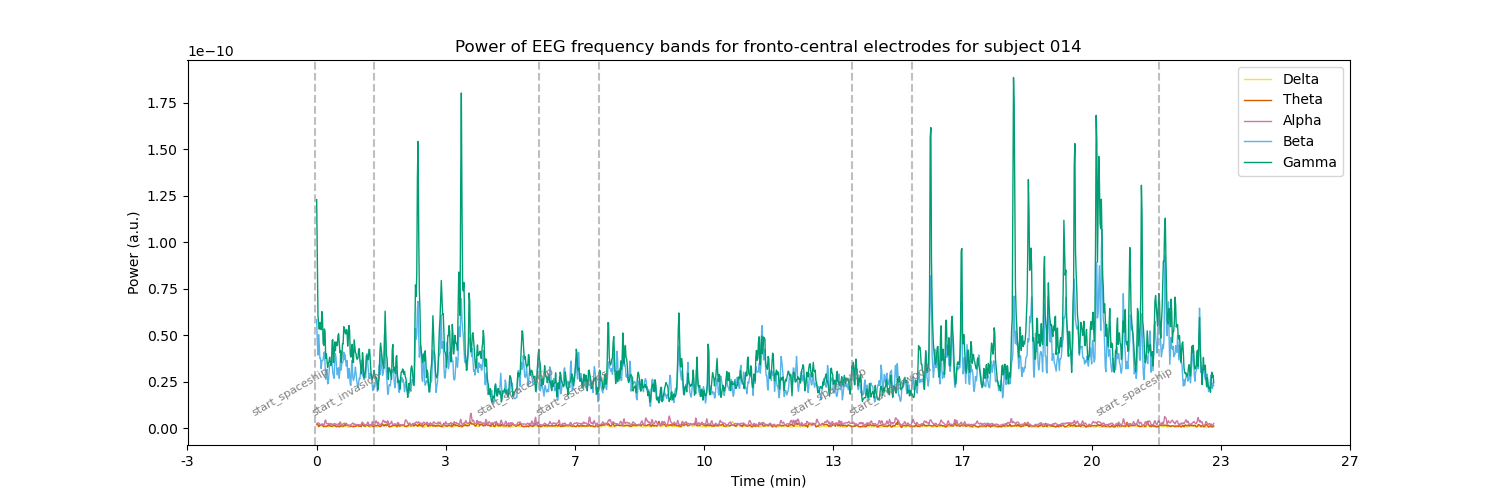 Power of EEG frequency bands for fronto-central electrodes for subject 014
1e−10
Delta
Theta
Alpha
Beta
Gamma
1.75
1.50
1.25
1.00
0.75
0.50
0.25
0.00
Power (a.u.)
start_spaceship
start_invasion
start_spaceship
start_asteroids
start_spaceship
start_spaceship
-3
0
3
7
10
13
17
20
23
27
Time (min)